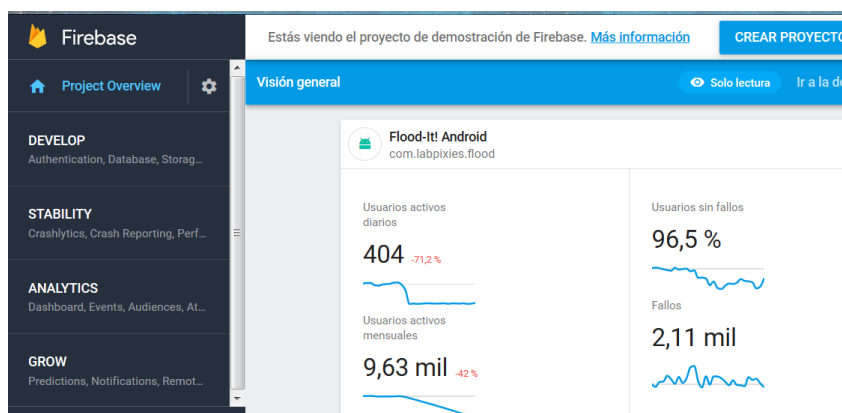 Firebase
Estás viendo el proyecto de demostración de Firebase. Más información
CREAR PROYECTO
Project Overview
Visión general
Solo lectura
Ir a la
DEVELOP
Authentication, Database, Storag...
STABILITY
Crashlytics, Crash Reporting, Perf...
ANALYTICS
Dashboard, Events, Audiences, At...
GROW
Predictions, Notifications, Remot...
Flood-It! Android
com.labpixies.flood
Usuarios activos
diarios
404 -71,2 %
Usuarios activos
mensuales
9,63 mil -42 %
Usuarios sin fallos
96,5 %
Fallos
2,11 mil